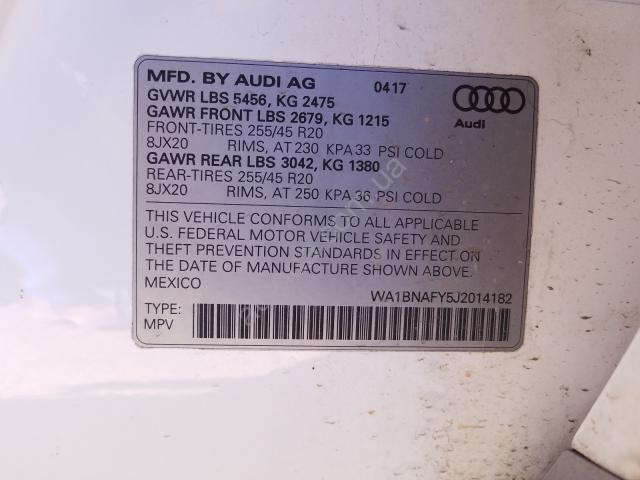 MFD. BY AUDI AG 0417
GVWR LBS 5456, KG 2475
GAWR FRONT LBS 2679, KG 1215
FRONT-TIRES 255/45 R20
8JX20 RIMS, AT 230 KPA 33 PSI COLD
GAWR REAR LBS 3042, KG 1380
REAR-TIRES 255/45 R20
8JX20 RIMS, AT 250 KPA 36 PSI COLD
Audi
THIS VEHICLE CONFORMS TO ALL APPLICABLE
U.S. FEDERAL MOTOR VEHICLE SAFETY AND
THEFT PREVENTION STANDARDS IN EFFECT ON
THE DATE OF MANUFACTURE SHOWN ABOVE
MEXICO
WA1BNAFY5J2014182
TYPE:
MPV